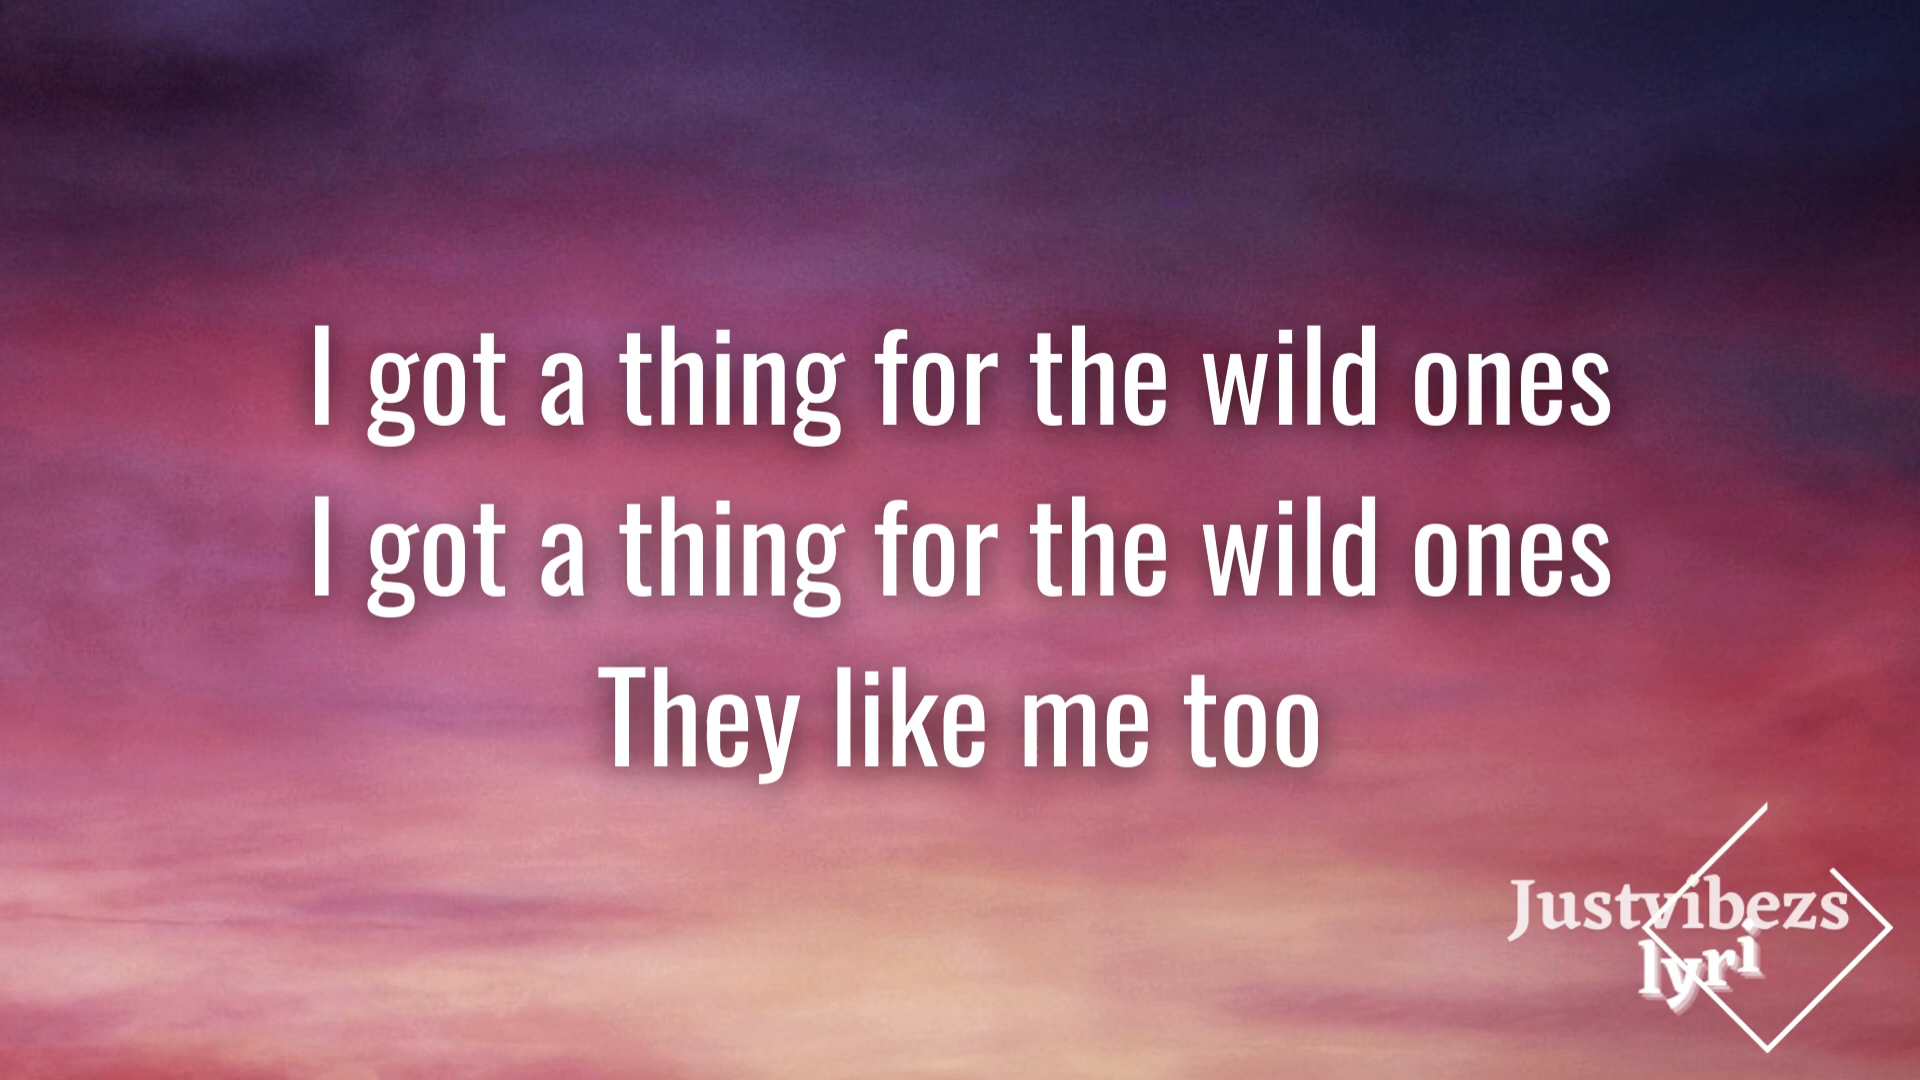 I got a thing for the wild ones
I got a thing for the wild ones
They like me too
Justvibezs
lyri